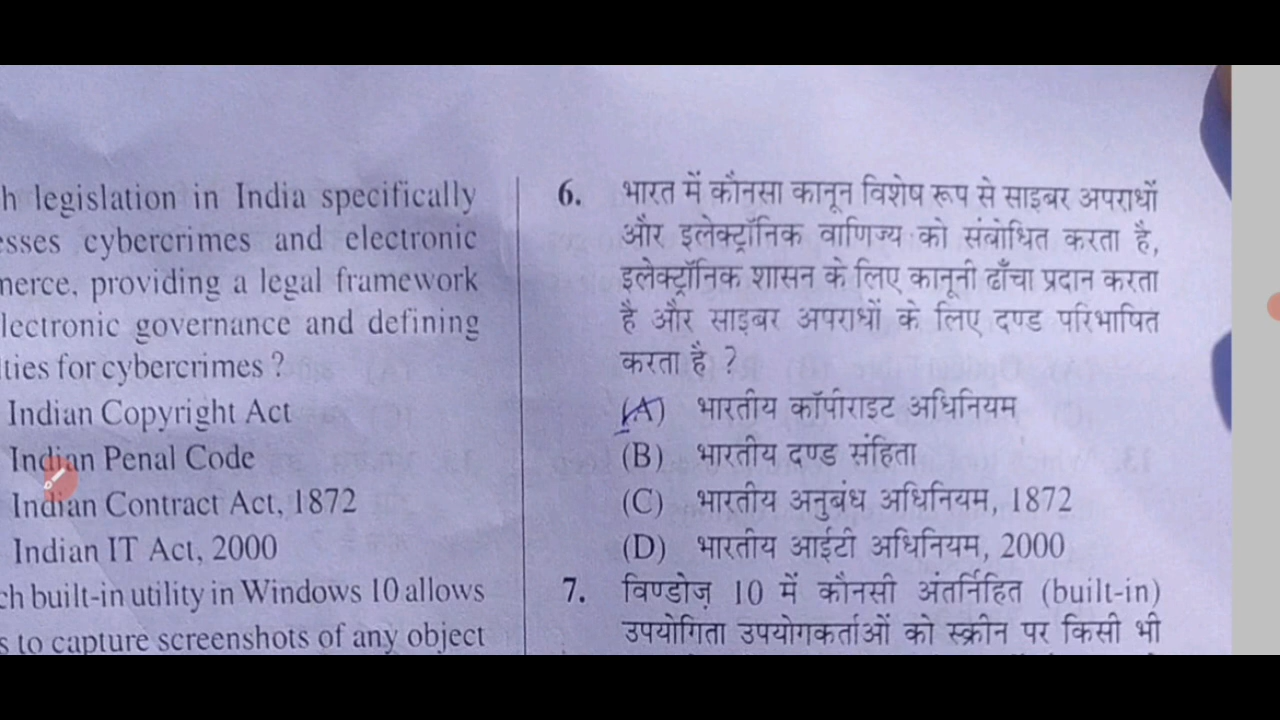 h legislation in India specifically
esses cybercrimes and electronic
merce, providing a legal framework
lectronic governance and defining
lties for cybercrimes ?
Indian Copyright Act
Indian Penal Code
Indian Contract Act, 1872
Indian IT Act, 2000
ch built-in utility in Windows 10 allows
s to capture screenshots of any object
6. भारत में कौनसा कानून विशेष रूप से साइबर अपराधों
और इलेक्ट्रॉनिक वाणिज्य को संबोधित करता है,
इलेक्ट्रॉनिक शासन के लिए कानूनी ढाँचा प्रदान करता
है और साइबर अपराधों के लिए दण्ड परिभाषित
करता है ?
(A) भारतीय कॉपीराइट अधिनियम
(B) भारतीय दण्ड संहिता
(C) भारतीय अनुबंध अधिनियम, 1872
(D) भारतीय आईटी अधिनियम, 2000
7. विण्डोज़ 10 में कौनसी अंतर्निहित (built-in)
उपयोगिता उपयोगकर्ताओं को स्क्रीन पर किसी भी